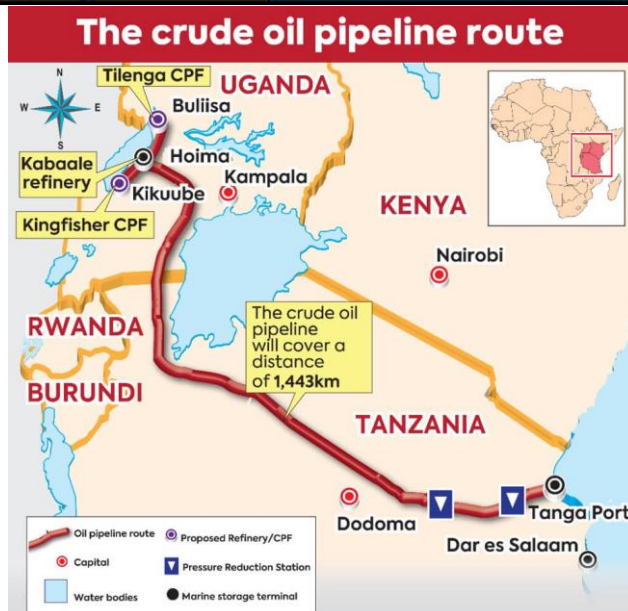 The crude oil pipeline route
Tilenga CPF
UGANDA
N
W
E
S
Buliisa
Kabaale
refinery
Hoima
Kampala
Kikuube
Kingfisher CPF
KENYA
Nairobi
RWANDA
BURUNDI
The crude oil
pipeline
will cover a
distance
of 1,443km
TANZANIA
Dodoma
Tanga Port
Dar es Salaam
Oil pipeline route
Proposed Refinery/CPF
Capital
Pressure Reduction Station
Water bodies
Marine storage terminal